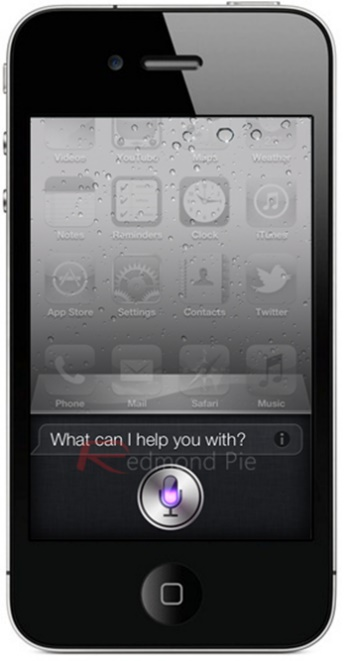 Videos YouTube Maps Weather
Notes Reminders Clock iTunes
App Store Settings Contacts Twitter
Phone Mail Safari Music
What can I help you with? i
Redmond Pie